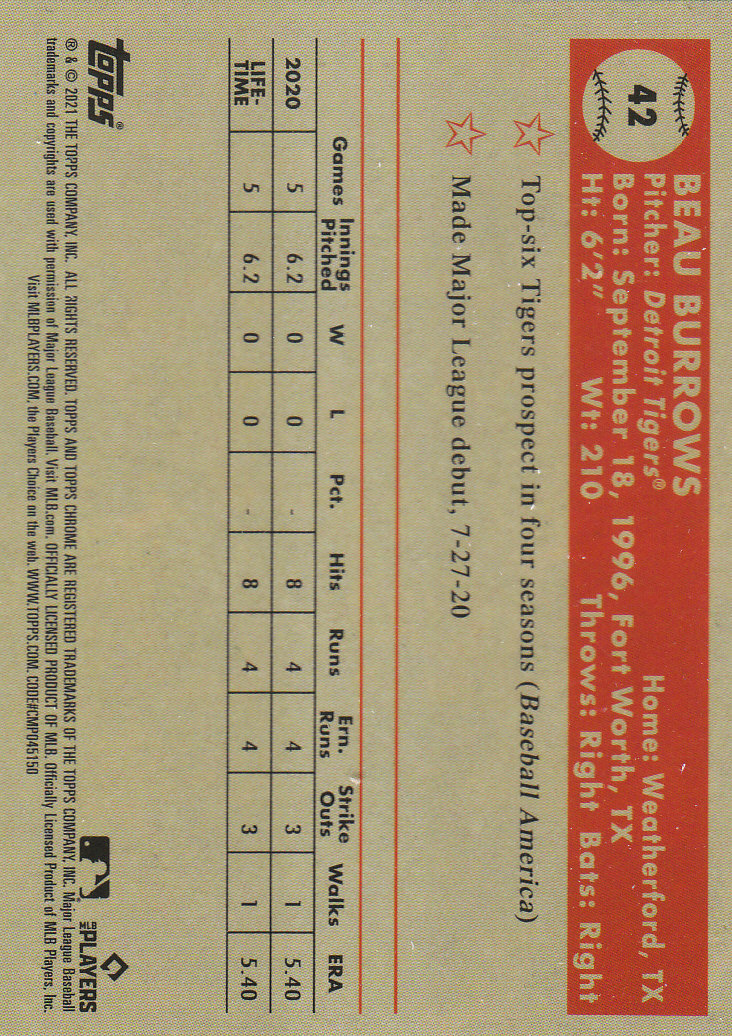 42
BEAU BURROWS
Pitcher: Detroit Tigers® Home: Weatherford, TX
Born: September 18, 1996, Fort Worth, TX
Ht: 6'2" Wt: 210 Throws: Right Bats: Right
Top-six Tigers prospect in four seasons (Baseball America)
Made Major League debut, 7-27-20
Games Innings Pitched W L Pct. Hits Runs Ern. Runs Strike Outs Walks ERA
2020 5 6.2 0 0 - 8 4 4 3 1 5.40
LIFE-TIME 5 6.2 0 0 - 8 4 4 3 1 5.40
topps®
MLB PLAYERS
® & © 2021 THE TOPPS COMPANY, INC. ALL RIGHTS RESERVED. TOPPS AND TOPPS CHROME ARE REGISTERED TRADEMARKS OF THE TOPPS COMPANY, INC. Major League Baseball
trademarks and copyrights are used with permission of Major League Baseball. Visit MLB.com. OFFICIALLY LICENSED PRODUCT OF MLB. Officially Licensed Product of MLB Players, Inc.
Visit MLBPLAYERS.COM, the Players Choice on the web. WWW.TOPPS.COM. CODE#CMP045150